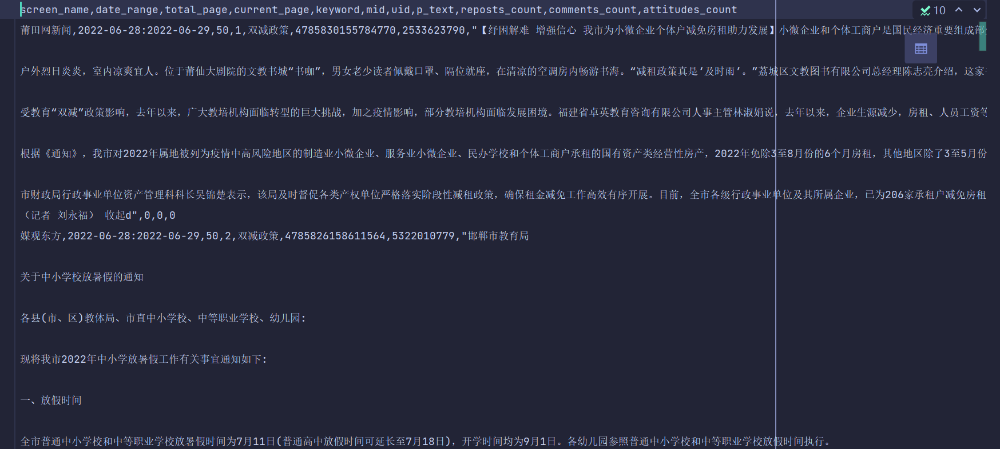 screen_name,date_range,total_page,current_page,keyword,mid,uid,p_text,reposts_count,comments_count,attitudes_count
10
莆田网新闻,2022-06-28:2022-06-29,50,1,双减政策,4785830155784770,2533623790,"【纾困解难 增强信心 我市为小微企业个体户减免房租助力发展】小微企业和个体工商户是国民经济重要组成部
户外烈日炎炎，室内凉爽宜人。位于莆仙大剧院的文教书城“书咖”，男女老少读者佩戴口罩、隔位就座，在清凉的空调房内畅游书海。“减租政策真是‘及时雨’。”荔城区文教图书有限公司总经理陈志亮介绍，这家
受教育“双减”政策影响，去年以来，广大教培机构面临转型的巨大挑战，加之疫情影响，部分教培机构面临发展困境。福建省卓英教育咨询有限公司人事主管林淑娟说，去年以来，企业生源减少，房租、人员工资等
根据《通知》，我市对2022年属地被列为疫情中高风险地区的制造业小微企业、服务业小微企业、民办学校和个体工商户承租的国有资产类经营性房产，2022年免除3至8月份的6个月房租，其他地区除了3至5月份
市财政局行政事业单位资产管理科科长吴锦楚表示，该局及时督促各类产权单位严格落实阶段性减租政策，确保租金减免工作高效有序开展。目前，全市各级行政事业单位及其所属企业，已为206家承租户减免房租
（记者 刘永福） 收起d",0,0,0
媒观东方,2022-06-28:2022-06-29,50,2,双减政策,4785826158611564,5322010779,"邯郸市教育局
关于中小学校放暑假的通知
各县(市、区)教体局、市直中小学校、中等职业学校、幼儿园:
现将我市2022年中小学放暑假工作有关事宜通知如下:
一、放假时间
全市普通中小学校和中等职业学校放暑假时间为7月11日(普通高中放假时间可延长至7月18日)，开学时间均为9月1日。各幼儿园参照普通中小学校和中等职业学校放假时间执行。